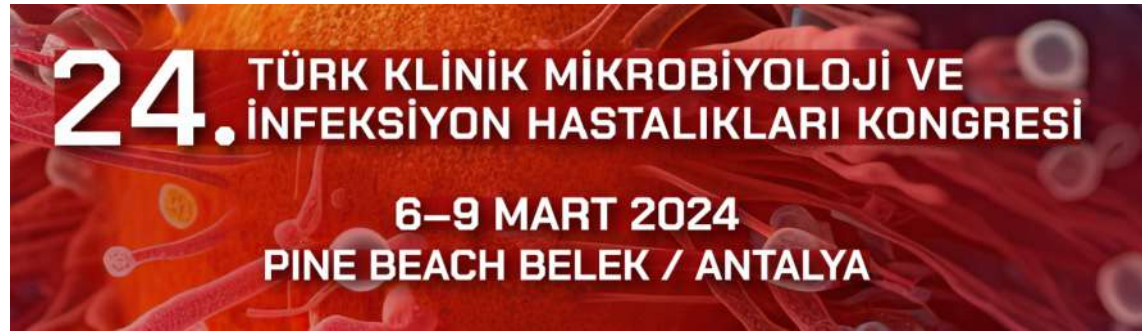 24. TÜRK KLİNİK MİKROBİYOLOJİ VE
İNFEKSİYON HASTALIKLARI KONGRESİ
6–9 MART 2024
PINE BEACH BELEK / ANTALYA